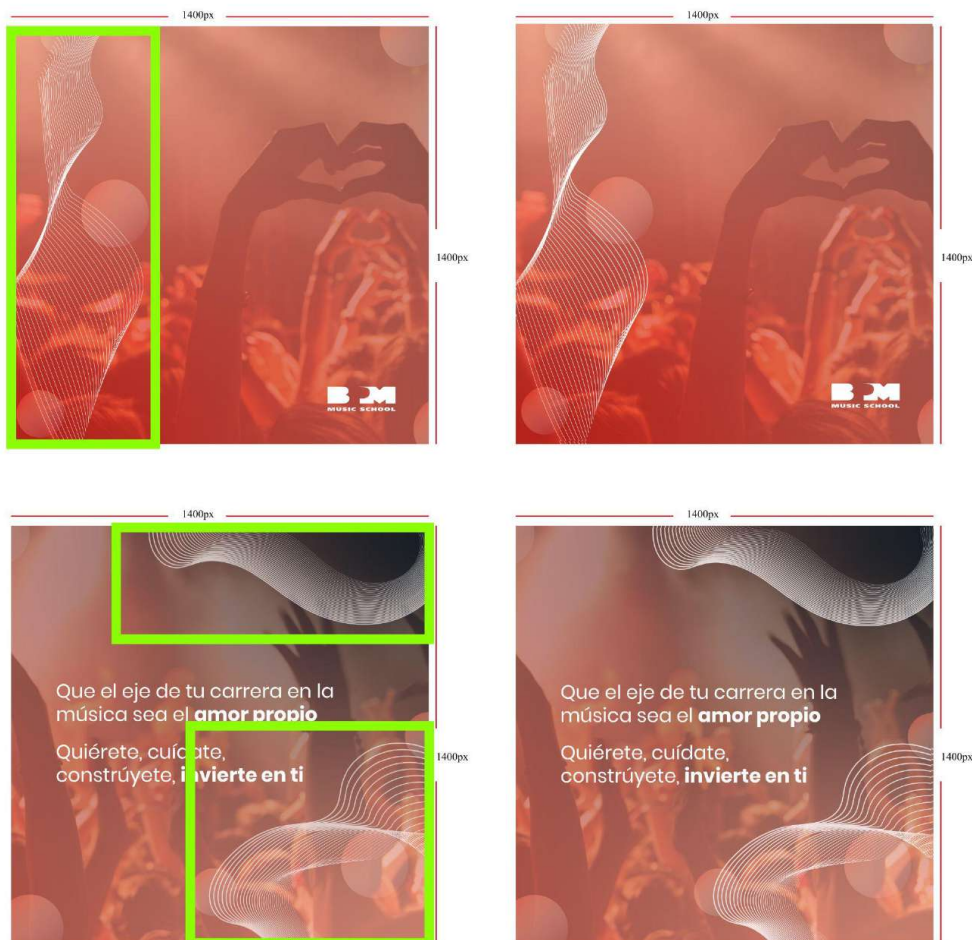 1400px
1400px
1400px
1400px
B PM
MUSIC SCHOOL
B PM
MUSIC SCHOOL
1400px
1400px
Que el eje de tu carrera en la
música sea el amor propio
Quiérete, cuídate,
constrúyete, invierte en ti
1400px
Que el eje de tu carrera en la
música sea el amor propio
Quiérete, cuídate,
constrúyete, invierte en ti
1400px